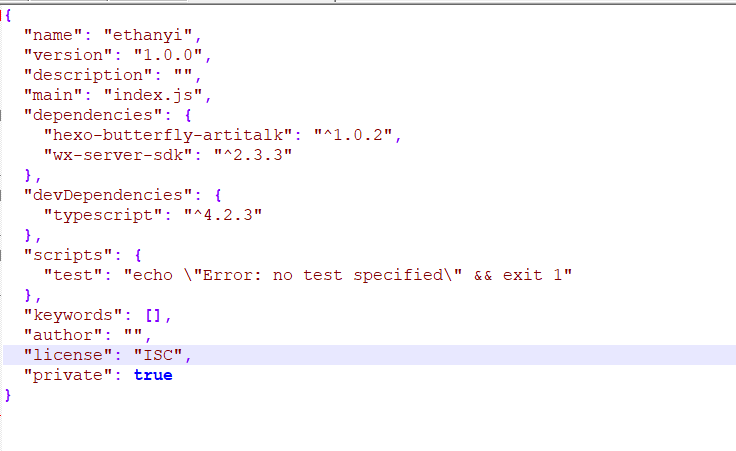 {
  "name": "ethanyi",
  "version": "1.0.0",
  "description": "",
  "main": "index.js",
  "dependencies": {
    "hexo-butterfly-artitalk": "^1.0.2",
    "wx-server-sdk": "^2.3.3"
  },
  "devDependencies": {
    "typescript": "^4.2.3"
  },
  "scripts": {
    "test": "echo \"Error: no test specified\" && exit 1"
  },
  "keywords": [],
  "author": "",
  "license": "ISC",
  "private": true
}